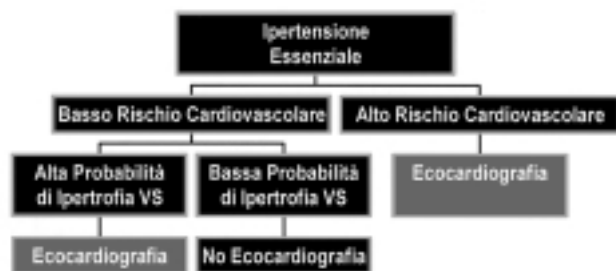 Ipertensione
Essenziale
Basso Rischio Cardiovascolare
Alto Rischio Cardiovascolare
Alta Probabilità
di Ipertrofia VS
Bassa Probabilità
di Ipertrofia VS
Ecocardiografia
Ecocardiografia
No Ecocardiografia